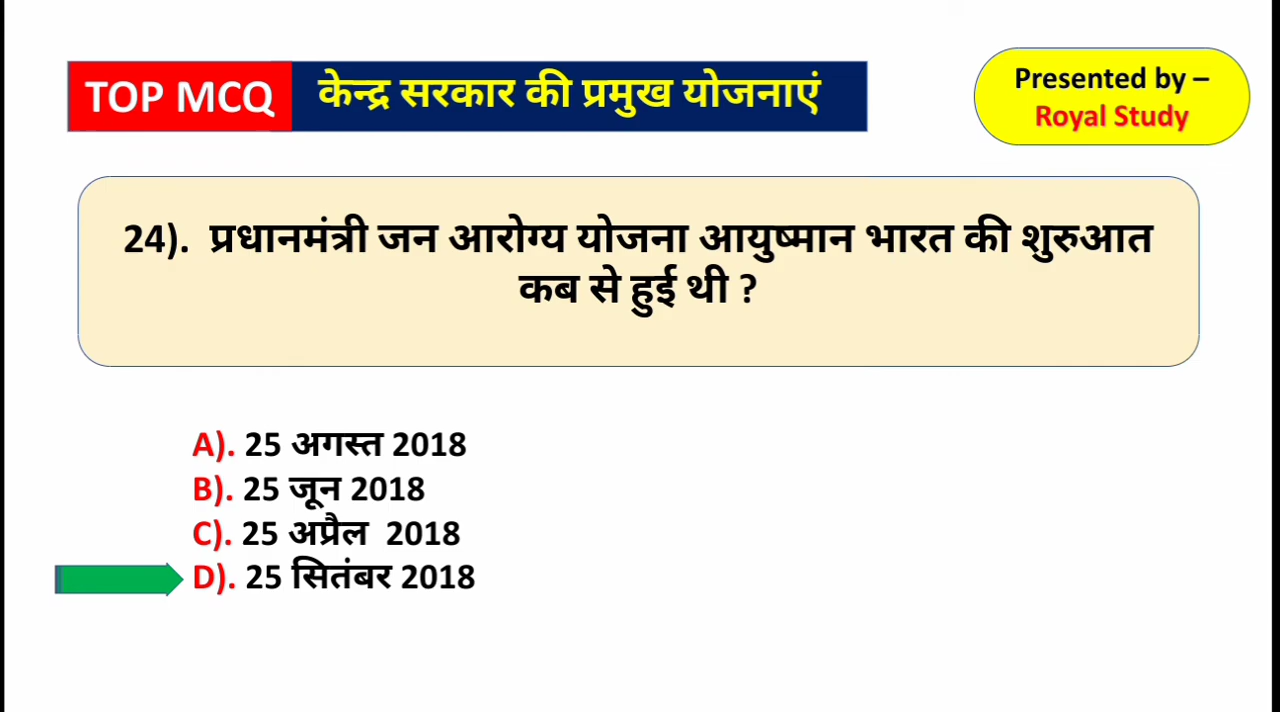 TOP MCQ केन्द्र सरकार की प्रमुख योजनाएं
Presented by –
Royal Study
24). प्रधानमंत्री जन आरोग्य योजना आयुष्मान भारत की शुरुआत
कब से हुई थी ?
A). 25 अगस्त 2018
B). 25 जून 2018
C). 25 अप्रैल 2018
D). 25 सितंबर 2018